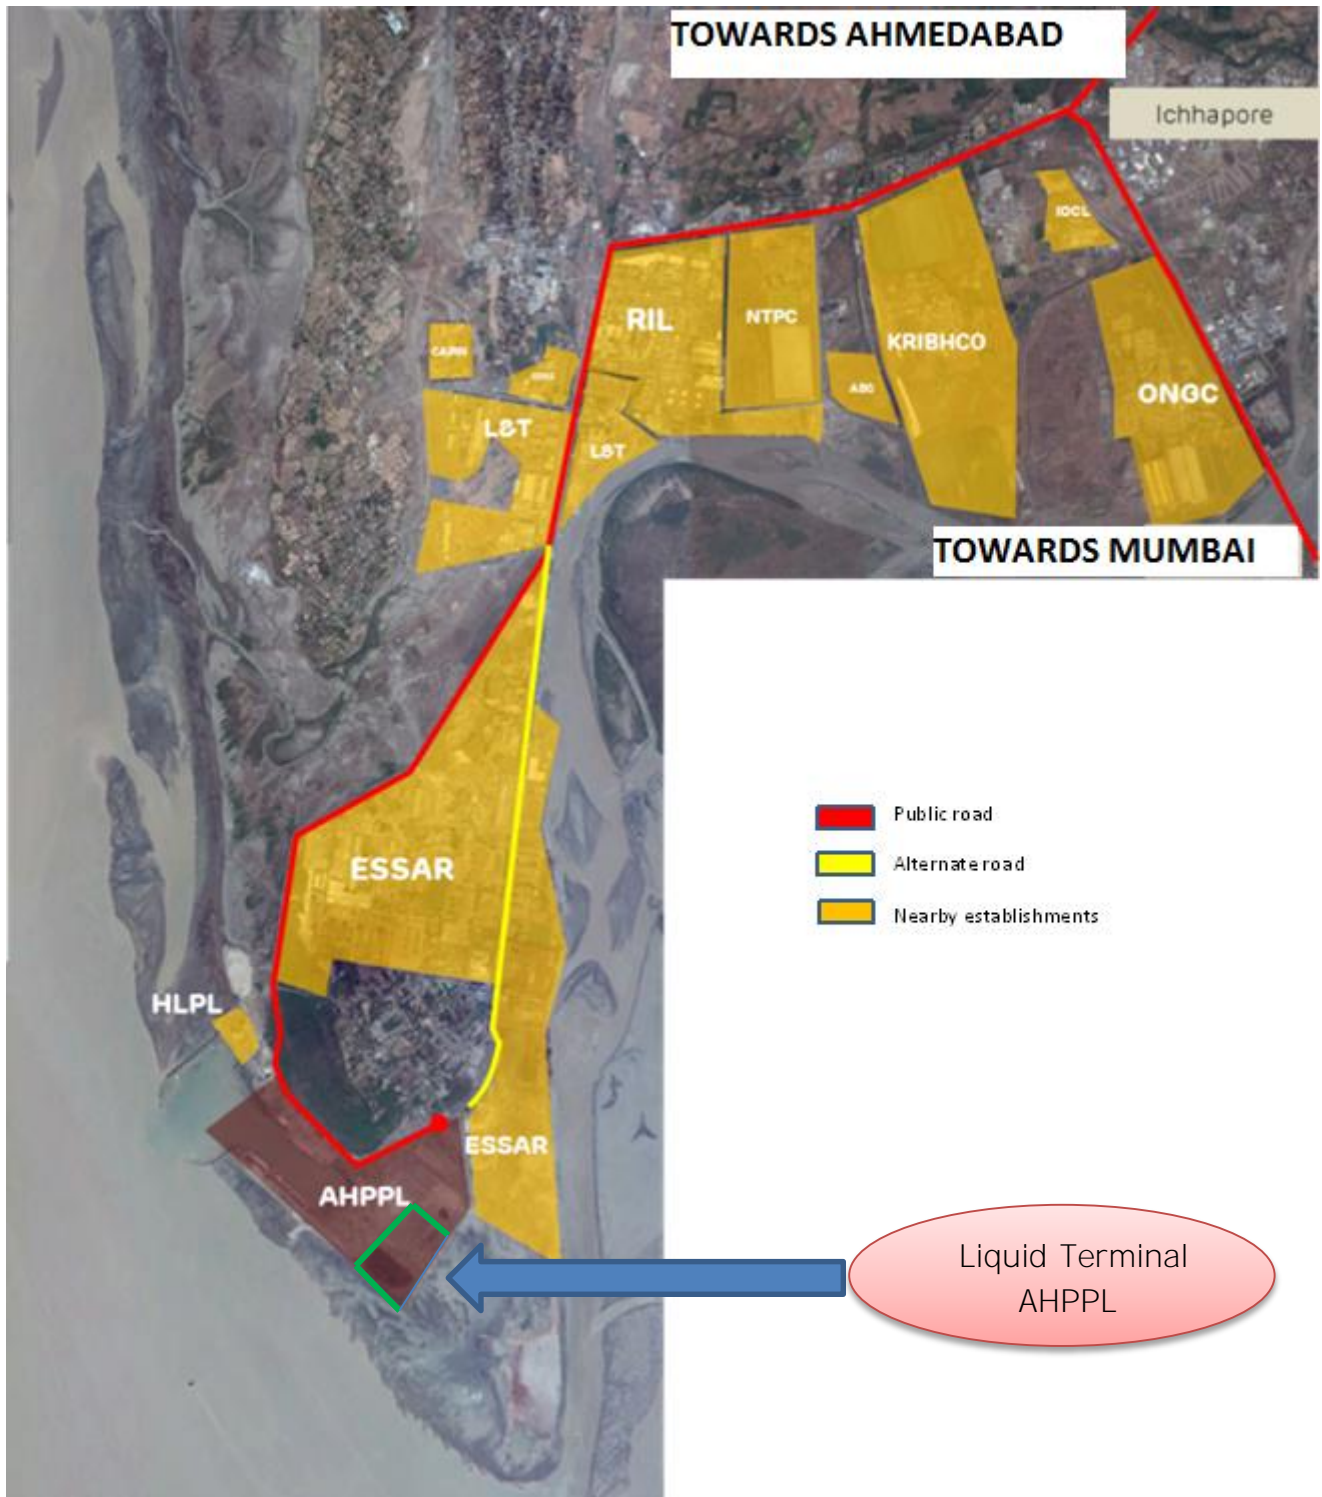 TOWARDS AHMEDABAD
Ichhapore
IOCL
RIL
NTPC
KRIBHCO
CAIRN
ABG
ONGC
L&T
L&T
TOWARDS MUMBAI
Public road
ESSAR
Alternate road
Nearby establishments
HLPL
ESSAR
AHPPL
Liquid Terminal
AHPPL